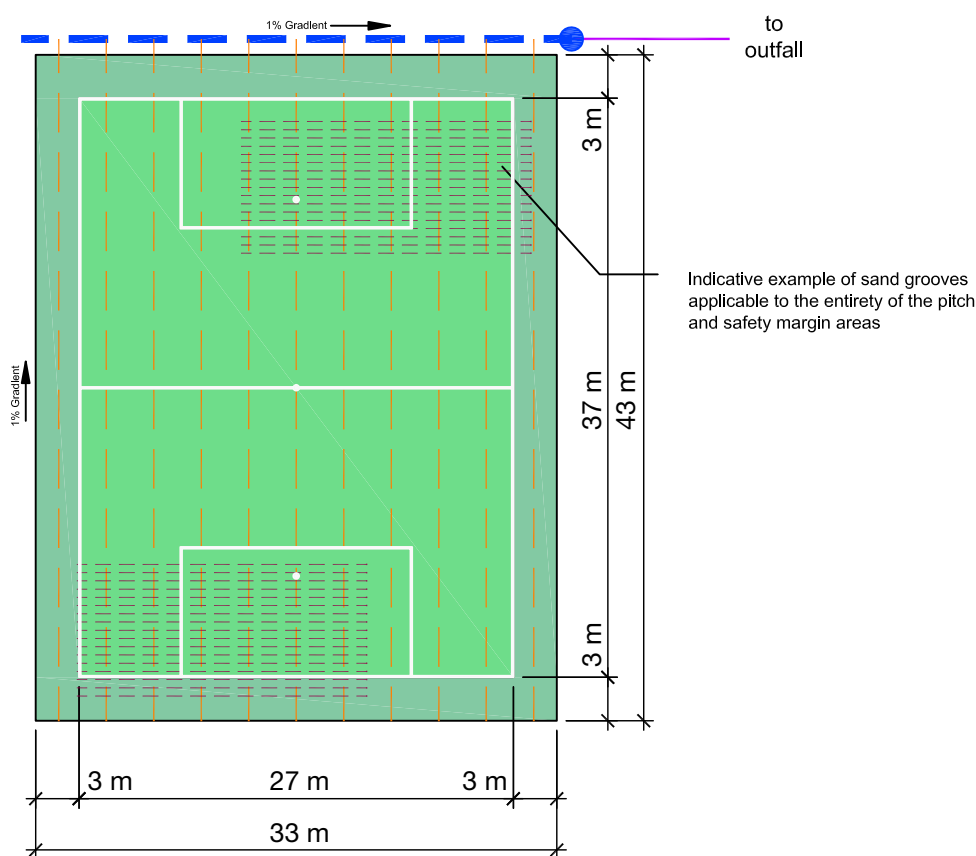 1% Gradient
to
outfall
3 m
Indicative example of sand grooves
applicable to the entirety of the pitch
and safety margin areas
1% Gradient
37 m
43 m
3 m
3 m
27 m
3 m
33 m